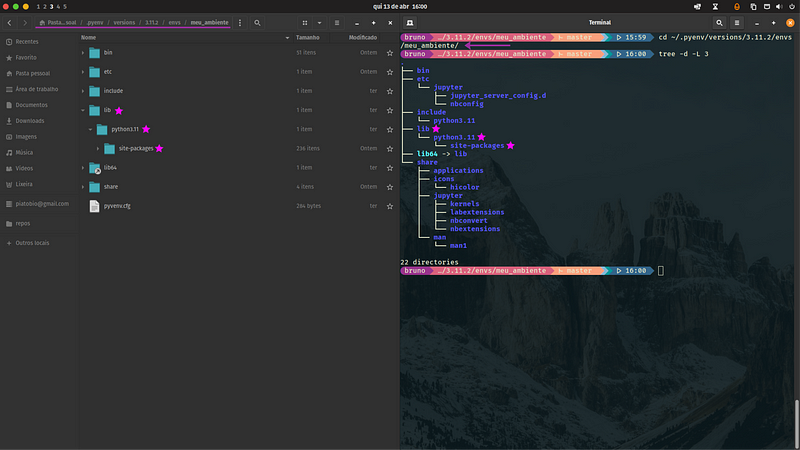 1 2 3 4 5
qui 13 de abr 16:00
Pasta...soal / .pyenv / versions / 3.11.2 / envs / meu_ambiente
Terminal
Recentes
Favorito
Pasta pessoal
Área de trabalho
Documentos
Downloads
Imagens
Música
Vídeos
Lixeira
piatobio@gmail.com
repos
+ Outros locais
Nome Tamanho Modificado
bin 51 itens Ontem
etc 1 item Ontem
include 1 item ter
lib 1 item Ontem
python3.11 1 item ter
site-packages 236 itens Ontem
lib64 1 item ter
share 4 itens Ontem
pyvenv.cfg 284 bytes ter
bruno …/3.11.2/envs/meu_ambiente master 15:59 cd ~/.pyenv/versions/3.11.2/envs
/meu_ambiente/
bruno …/3.11.2/envs/meu_ambiente master 16:00 tree -d -L 3
.
├── bin
├── etc
│   └── jupyter
│       ├── jupyter_server_config.d
│       └── nbconfig
├── include
│   └── python3.11
├── lib
│   └── python3.11
│       └── site-packages
├── lib64 -> lib
└── share
    ├── applications
    ├── icons
    │   └── hicolor
    ├── jupyter
    │   ├── kernels
    │   ├── labextensions
    │   ├── nbconvert
    │   └── nbextensions
    └── man
        └── man1
22 directories
bruno …/3.11.2/envs/meu_ambiente master 16:00